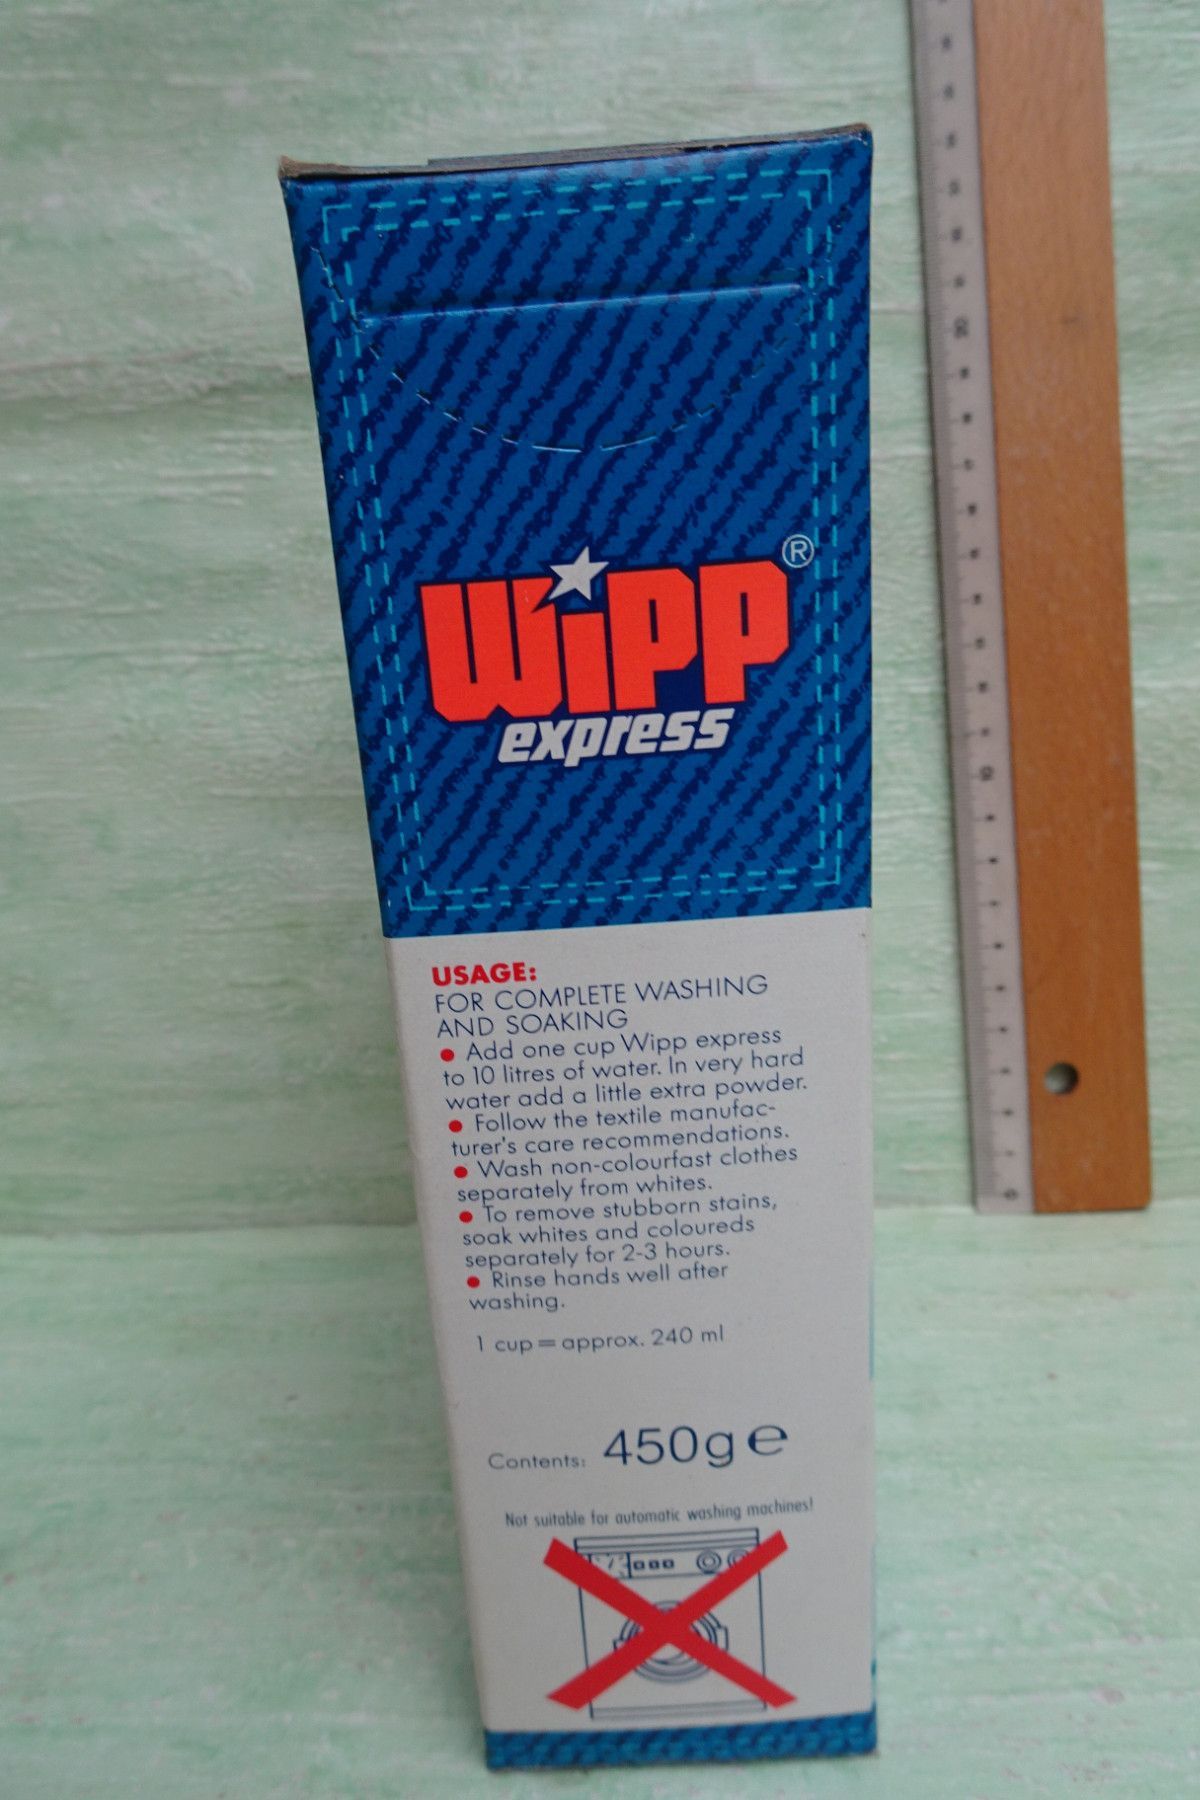 Wipp®
express
USAGE:
FOR COMPLETE WASHING
AND SOAKING
• Add one cup Wipp express
to 10 litres of water. In very hard
water add a little extra powder.
• Follow the textile manufac-
turer's care recommendations.
• Wash non-colourfast clothes
separately from whites.
• To remove stubborn stains,
soak whites and coloureds
separately for 2-3 hours.
• Rinse hands well after
washing.
1 cup = approx. 240 ml
Contents: 450g ℮
Not suitable for automatic washing machines!